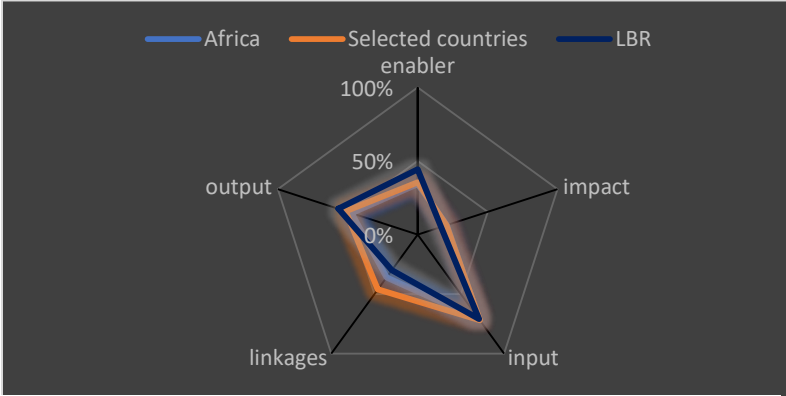 Africa Selected countries LBR
enabler
100%
50%
output impact
0%
linkages input